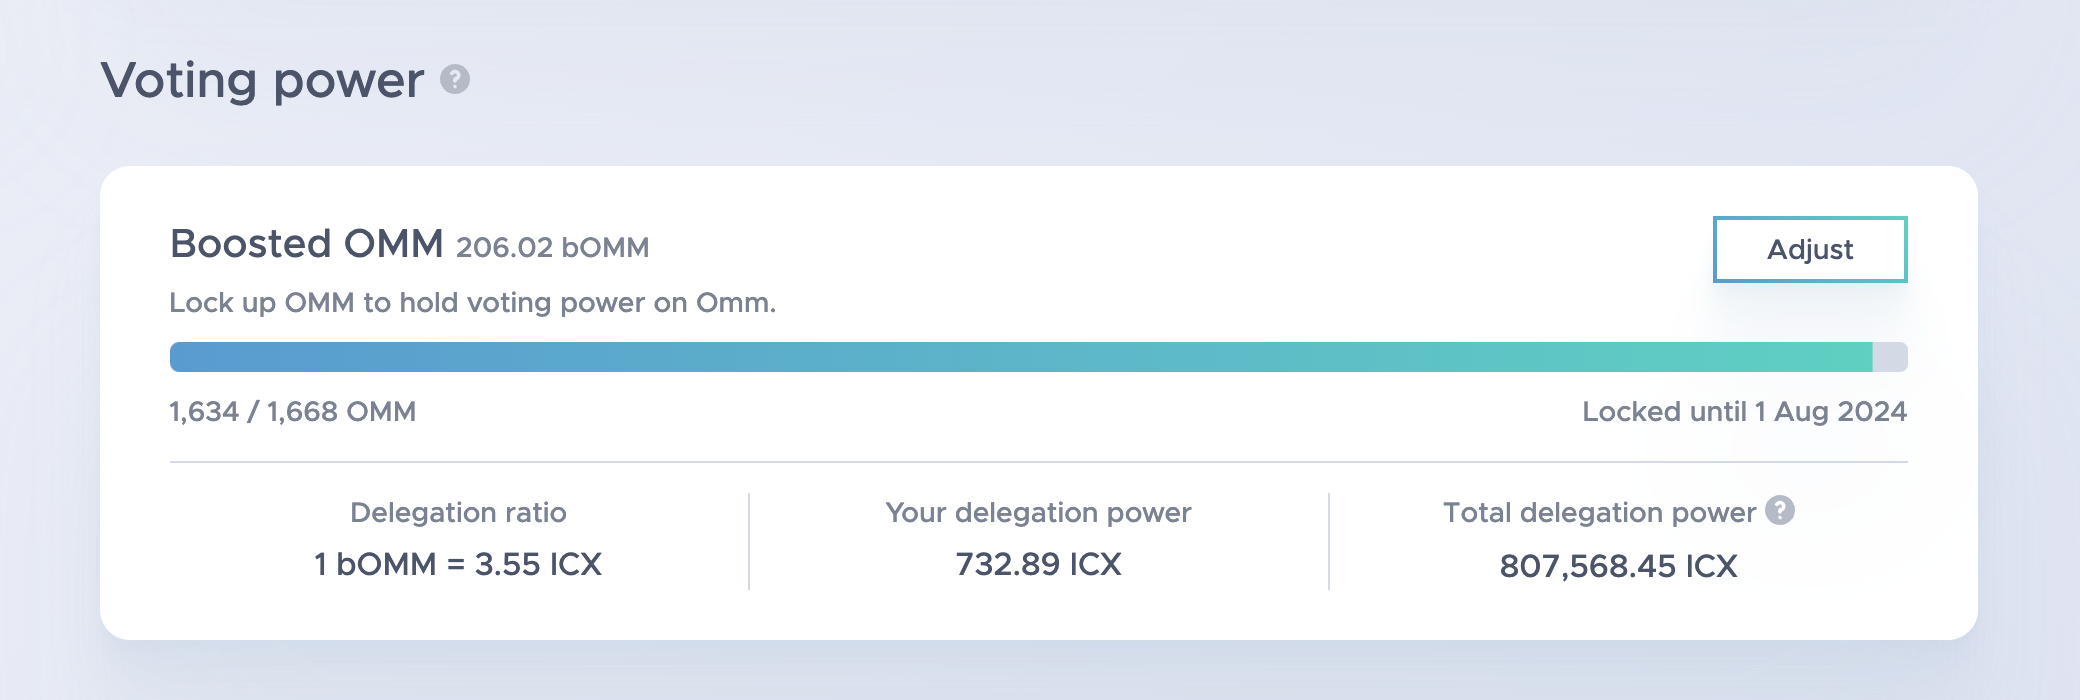 Voting power ?
Boosted OMM 206.02 bOMM
Adjust
Lock up OMM to hold voting power on Omm.
1,634 / 1,668 OMM
Locked until 1 Aug 2024
Delegation ratio
1 bOMM = 3.55 ICX
Your delegation power
732.89 ICX
Total delegation power ?
807,568.45 ICX